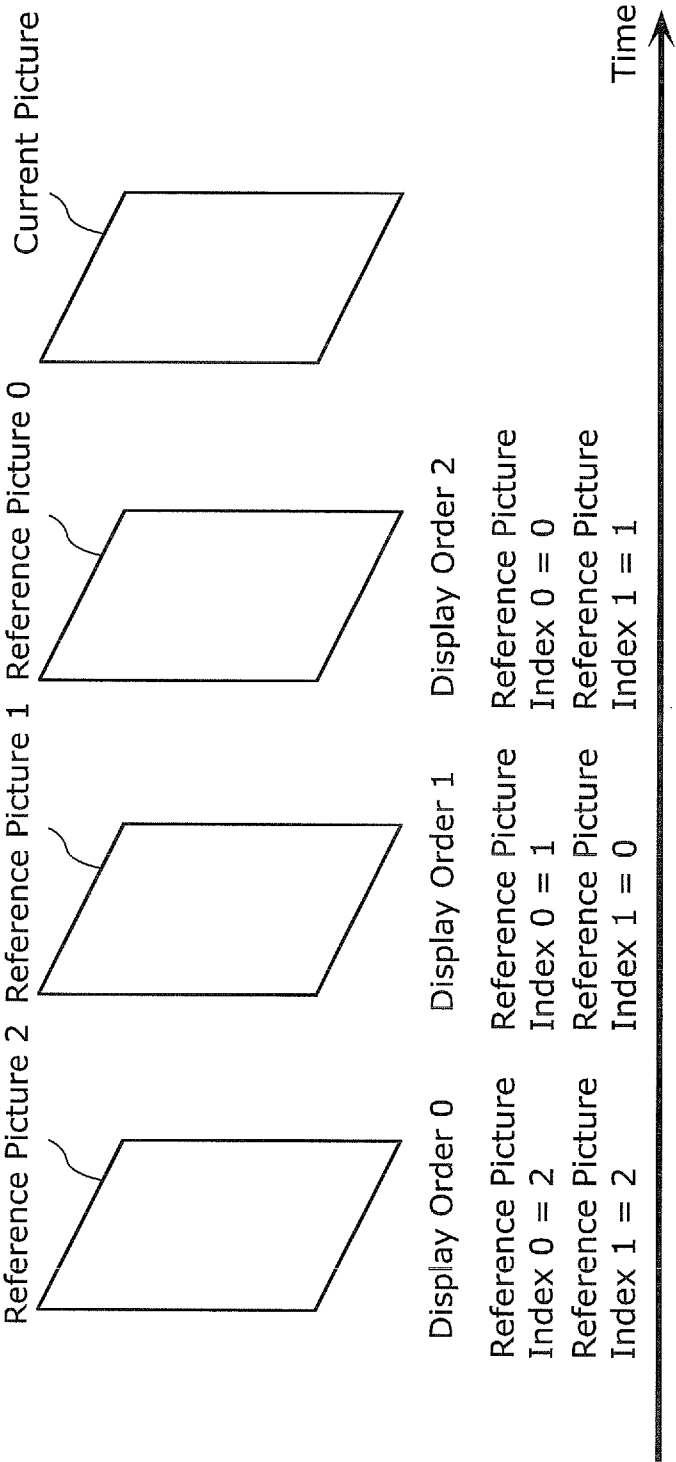 Reference Picture 2
Reference Picture 1
Reference Picture 0
Current Picture
Display Order 0
Reference Picture
Index 0 = 2
Reference Picture
Index 1 = 2
Display Order 1
Reference Picture
Index 0 = 1
Reference Picture
Index 1 = 0
Display Order 2
Reference Picture
Index 0 = 0
Reference Picture
Index 1 = 1
Time